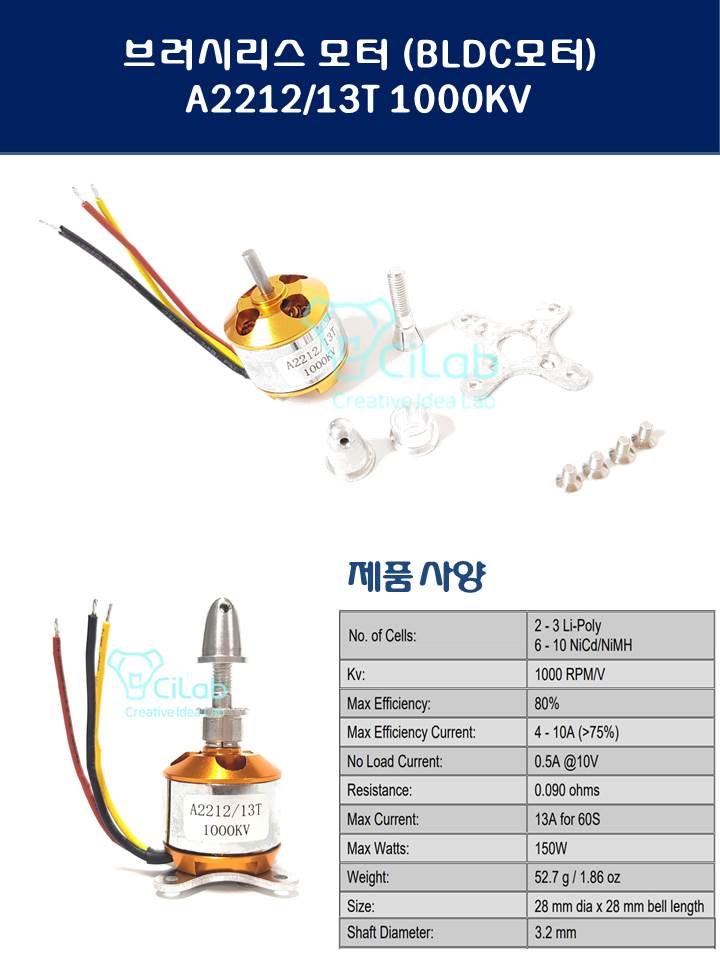 브러시리스 모터 (BLDC모터)
A2212/13T 1000KV
A2212/13T
1000KV
CiLab
Creative Idea Lab
제품 사양
CiLab
Creative Idea Lab
A2212/13T
1000KV
No. of Cells:
2 - 3 Li-Poly
6 - 10 NiCd/NiMH
Kv:
1000 RPM/V
Max Efficiency:
80%
Max Efficiency Current:
4 - 10A (>75%)
No Load Current:
0.5A @10V
Resistance:
0.090 ohms
Max Current:
13A for 60S
Max Watts:
150W
Weight:
52.7 g / 1.86 oz
Size:
28 mm dia x 28 mm bell length
Shaft Diameter:
3.2 mm